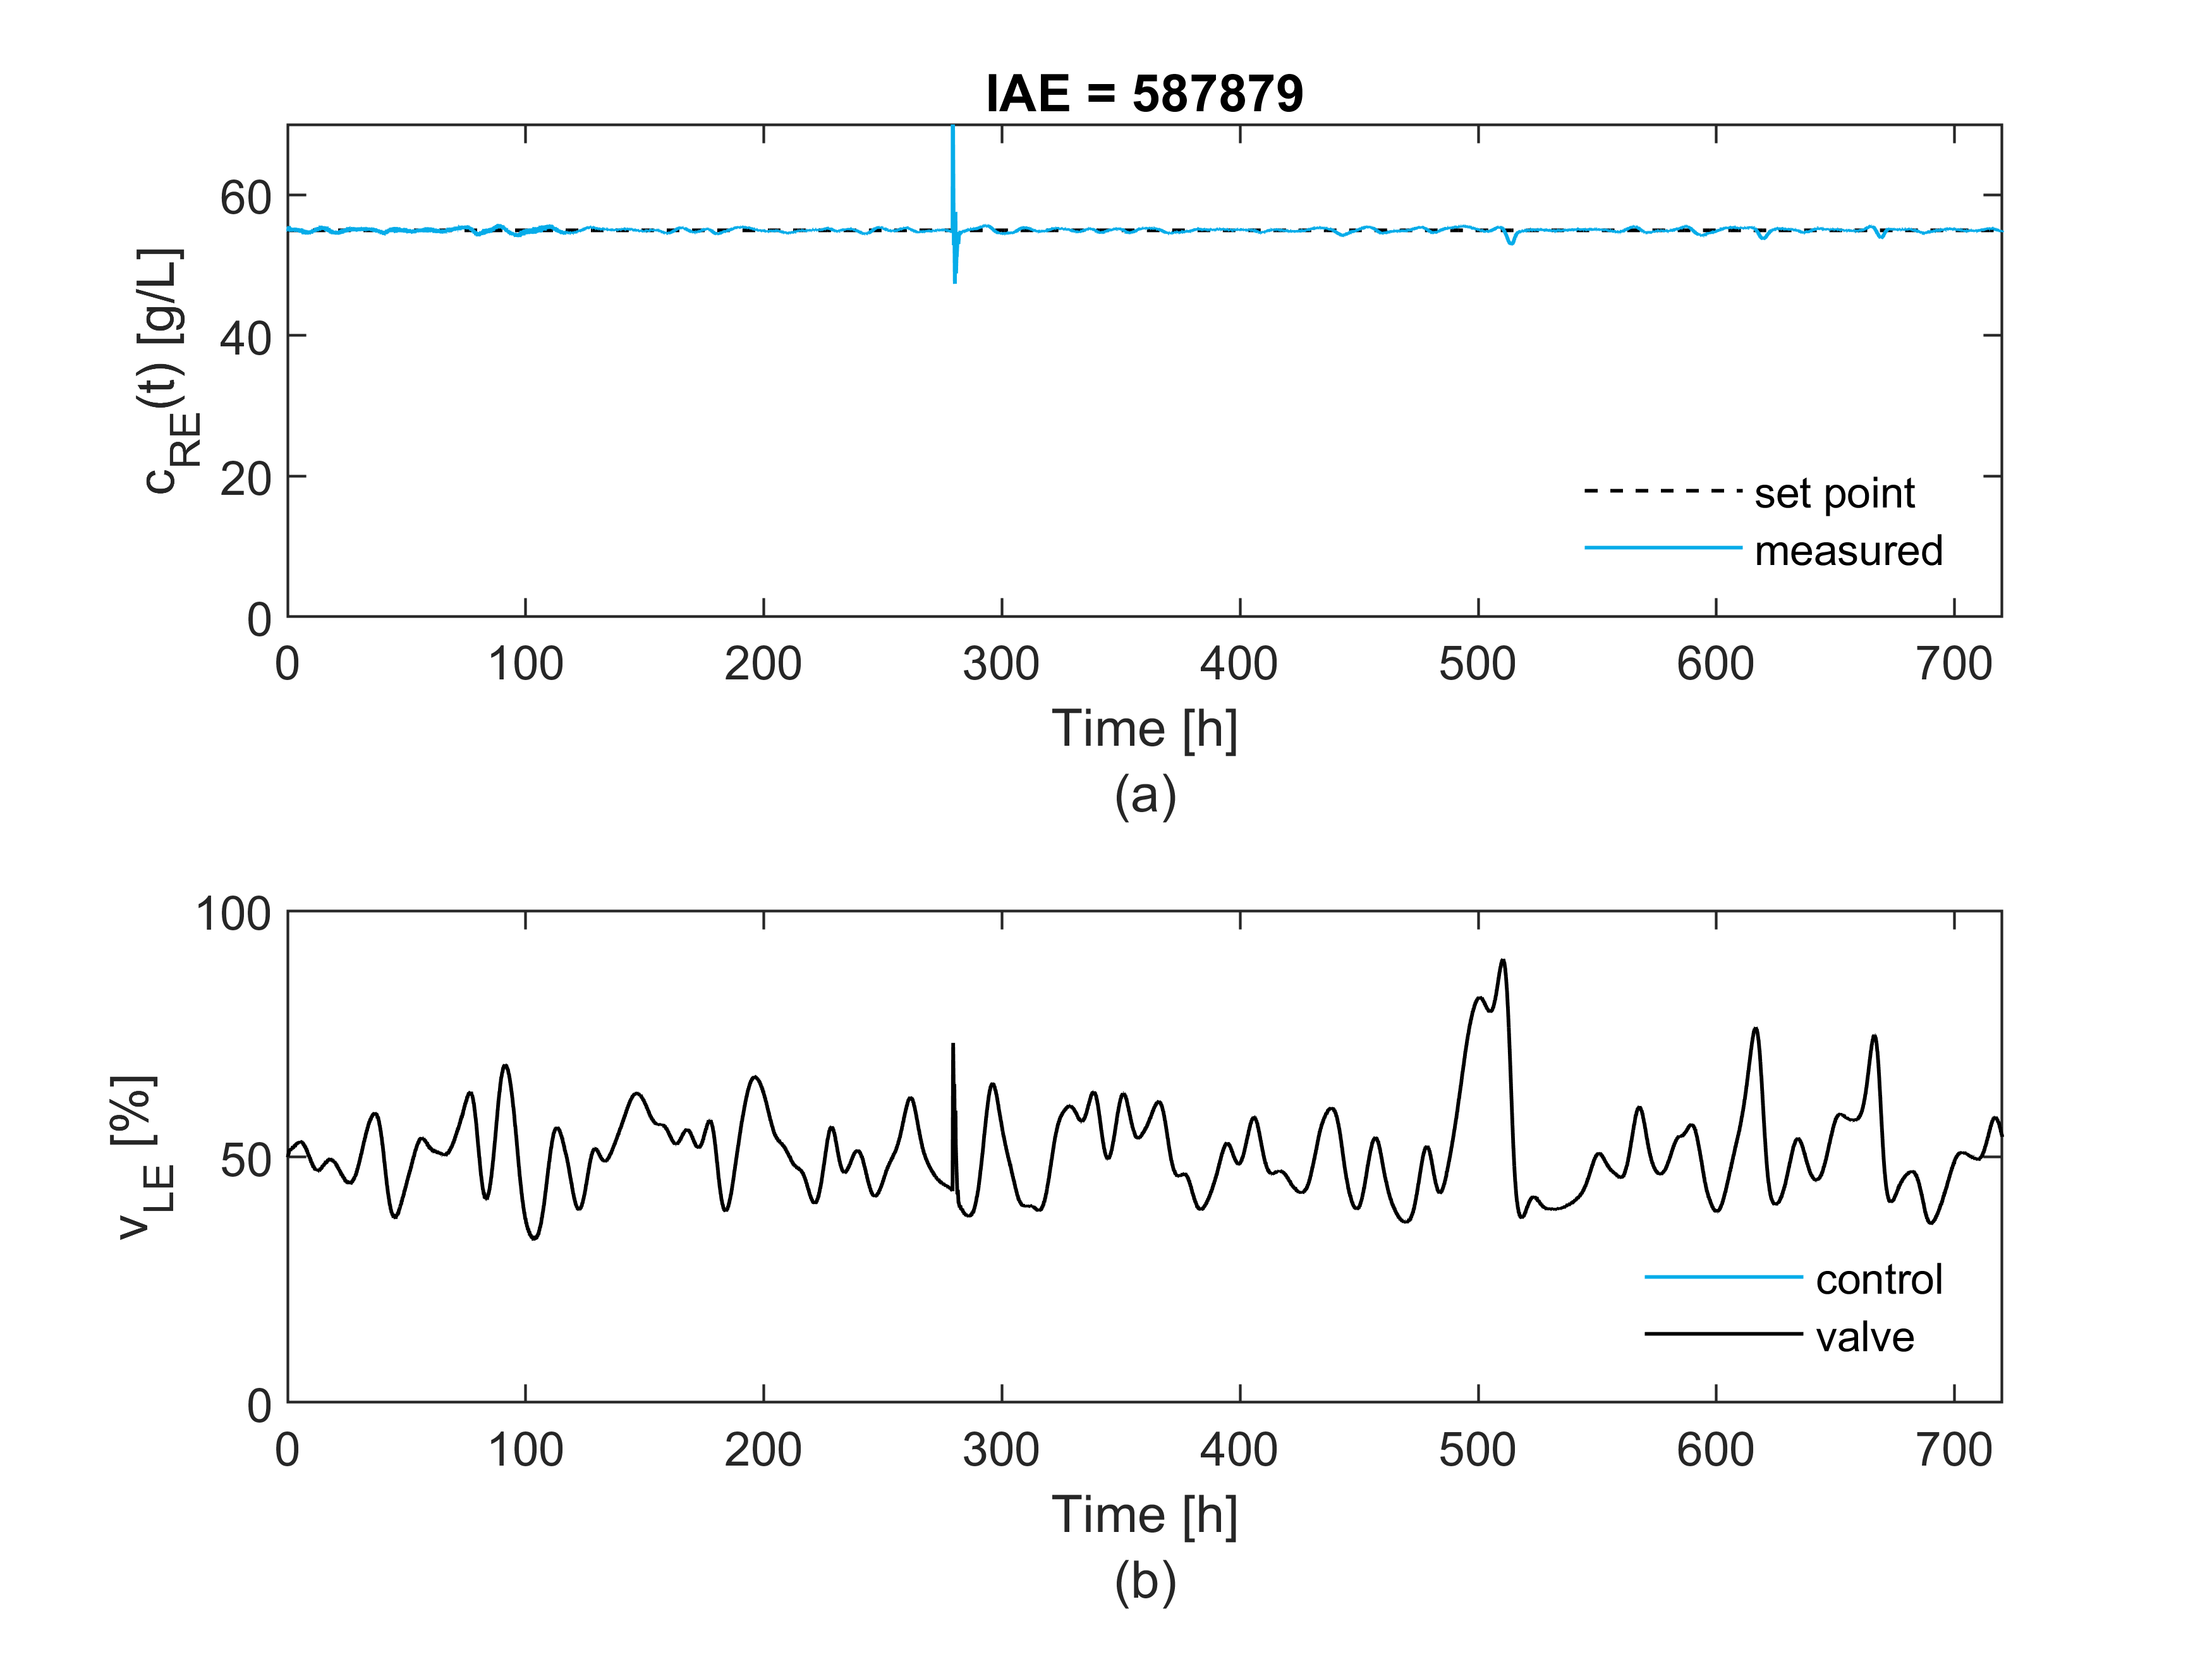 IAE = 587879
60
40
20
0
c_RE(t) [g/L]
set point
measured
0 100 200 300 400 500 600 700
Time [h]
(a)
100
50
0
v_LE [%]
control
valve
0 100 200 300 400 500 600 700
Time [h]
(b)